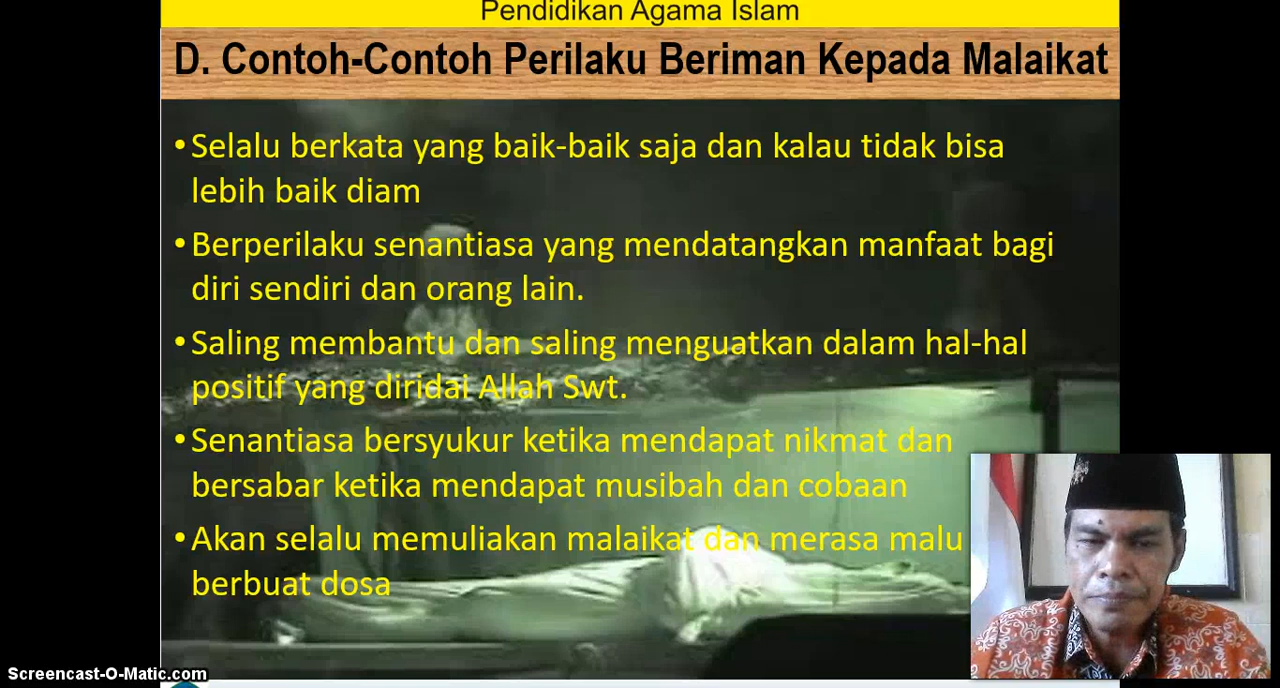 Pendidikan Agama Islam
D. Contoh-Contoh Perilaku Beriman Kepada Malaikat
• Selalu berkata yang baik-baik saja dan kalau tidak bisa
lebih baik diam
• Berperilaku senantiasa yang mendatangkan manfaat bagi
diri sendiri dan orang lain.
• Saling membantu dan saling menguatkan dalam hal-hal
positif yang diridai Allah Swt.
• Senantiasa bersyukur ketika mendapat nikmat dan
bersabar ketika mendapat musibah dan cobaan
• Akan selalu memuliakan malaikat dan merasa malu
berbuat dosa
Screencast-O-Matic.com